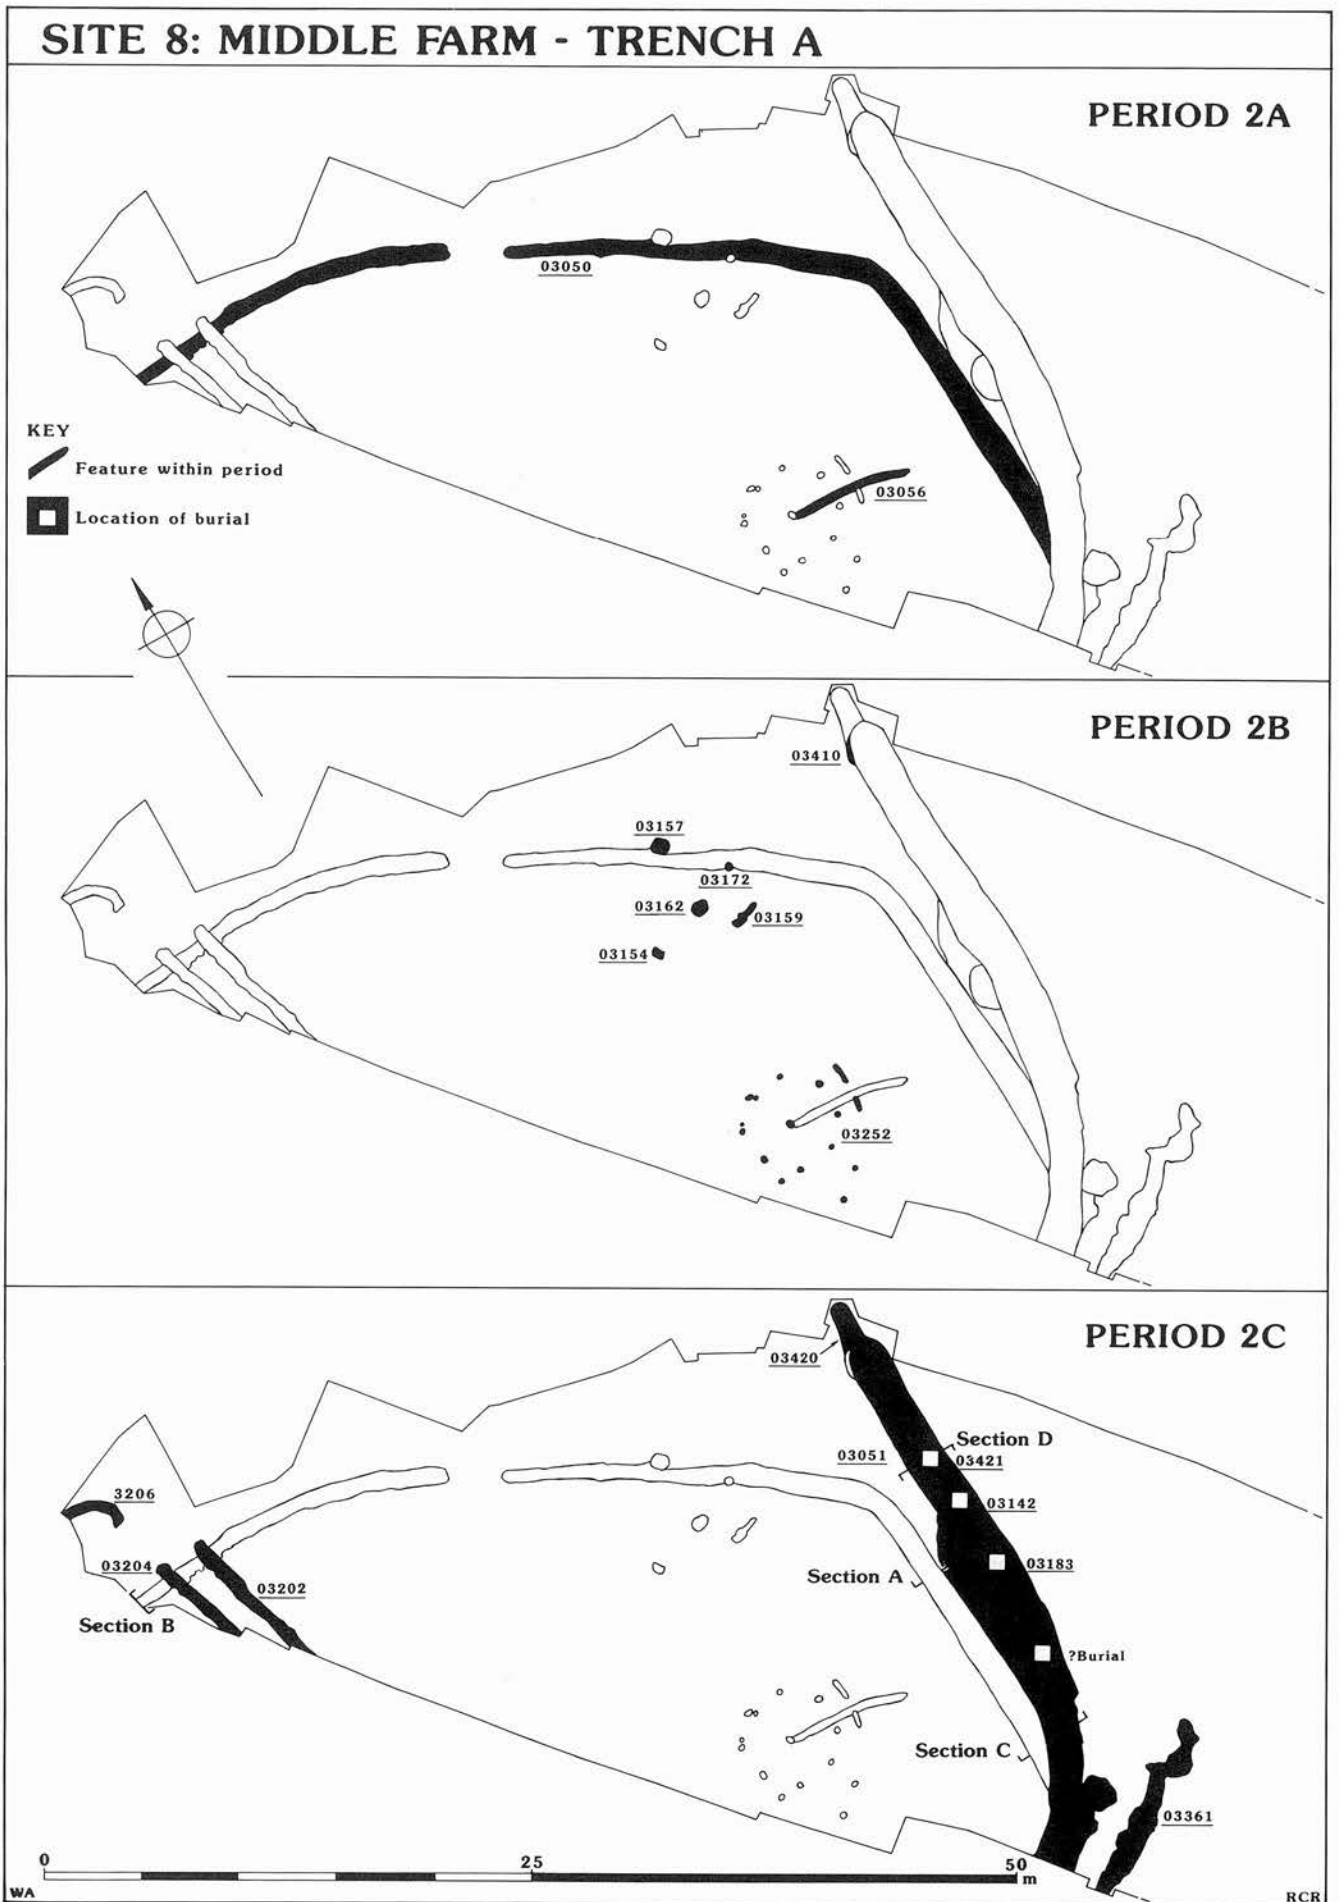 SITE 8: MIDDLE FARM - TRENCH A
PERIOD 2A
03050
KEY
Feature within period
Location of burial
03056
PERIOD 2B
03410
03157
03172
03162
03159
03154
03252
PERIOD 2C
03420
Section D
03051
03421
3206
03142
03204
03183
03202
Section A
Section B
?Burial
Section C
03361
0 25 50
m
WA RCR